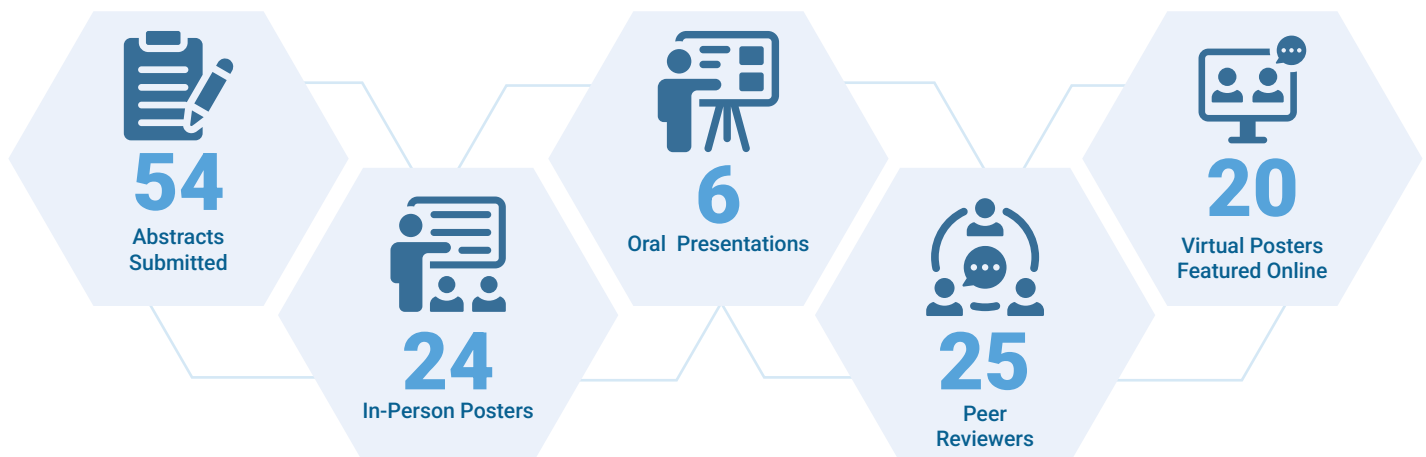 54
Abstracts
Submitted
24
In-Person Posters
6
Oral Presentations
25
Peer
Reviewers
20
Virtual Posters
Featured Online